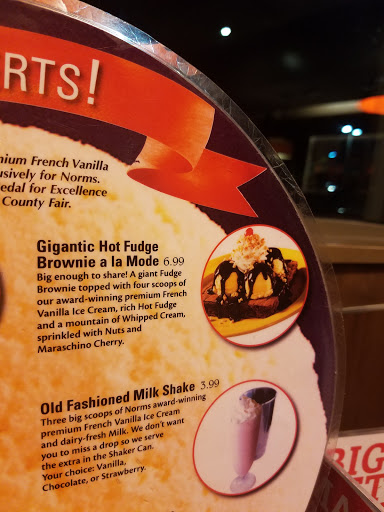 RTS!
French Vanilla
for Norms.
for Excellence
County Fair.
Gigantic Hot Fudge
Brownie a la Mode 6.99
Big enough to share! A giant Fudge
Brownie topped with four scoops of
our award-winning premium French
Vanilla Ice Cream, rich Hot Fudge
and a mountain of Whipped Cream,
sprinkled with Nuts and
Maraschino Cherry.
Old Fashioned Milk Shake 3.99
Three big scoops of Norms award-winning
premium French Vanilla Ice Cream
and dairy-fresh Milk. We don't want
you to miss a drop so we serve
the extra in the Shaker Can.
Your choice: Vanilla,
Chocolate, or Strawberry.
BIG